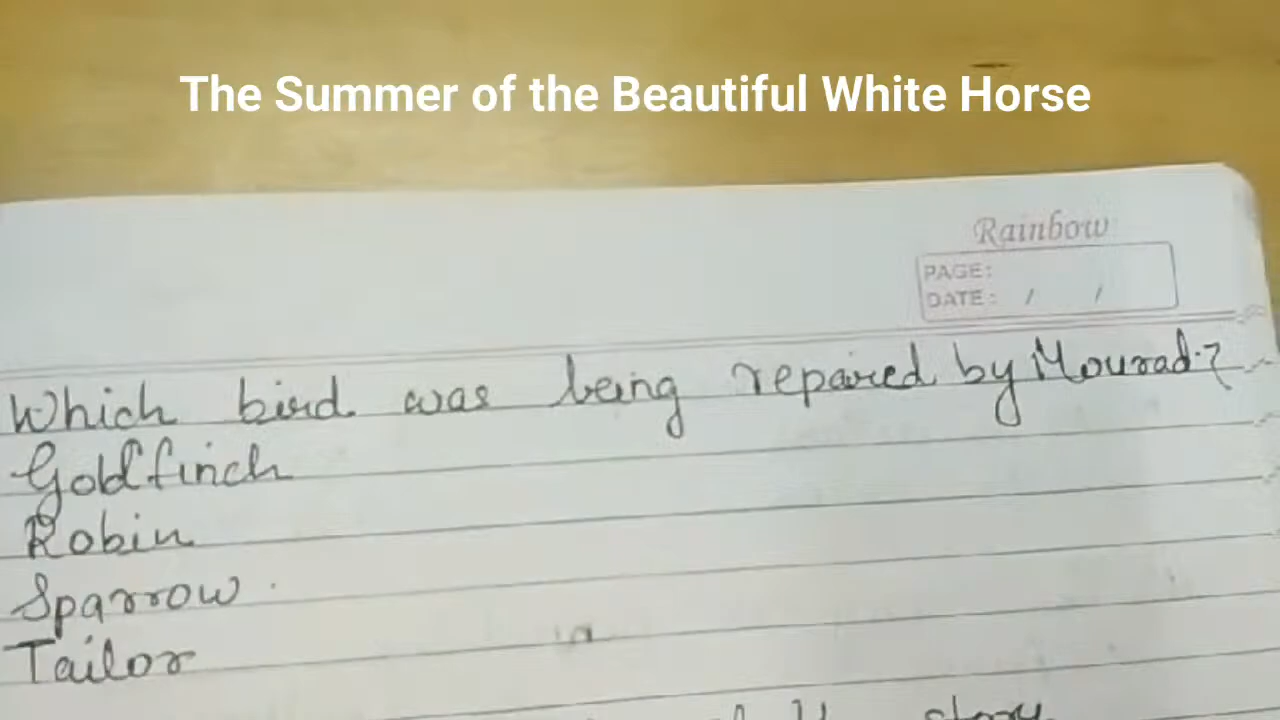 The Summer of the Beautiful White Horse
Rainbow
PAGE:
DATE: / /
Which bird was being repaired by Mourad?
Goldfinch
Robin
Sparrow
Tailor
story